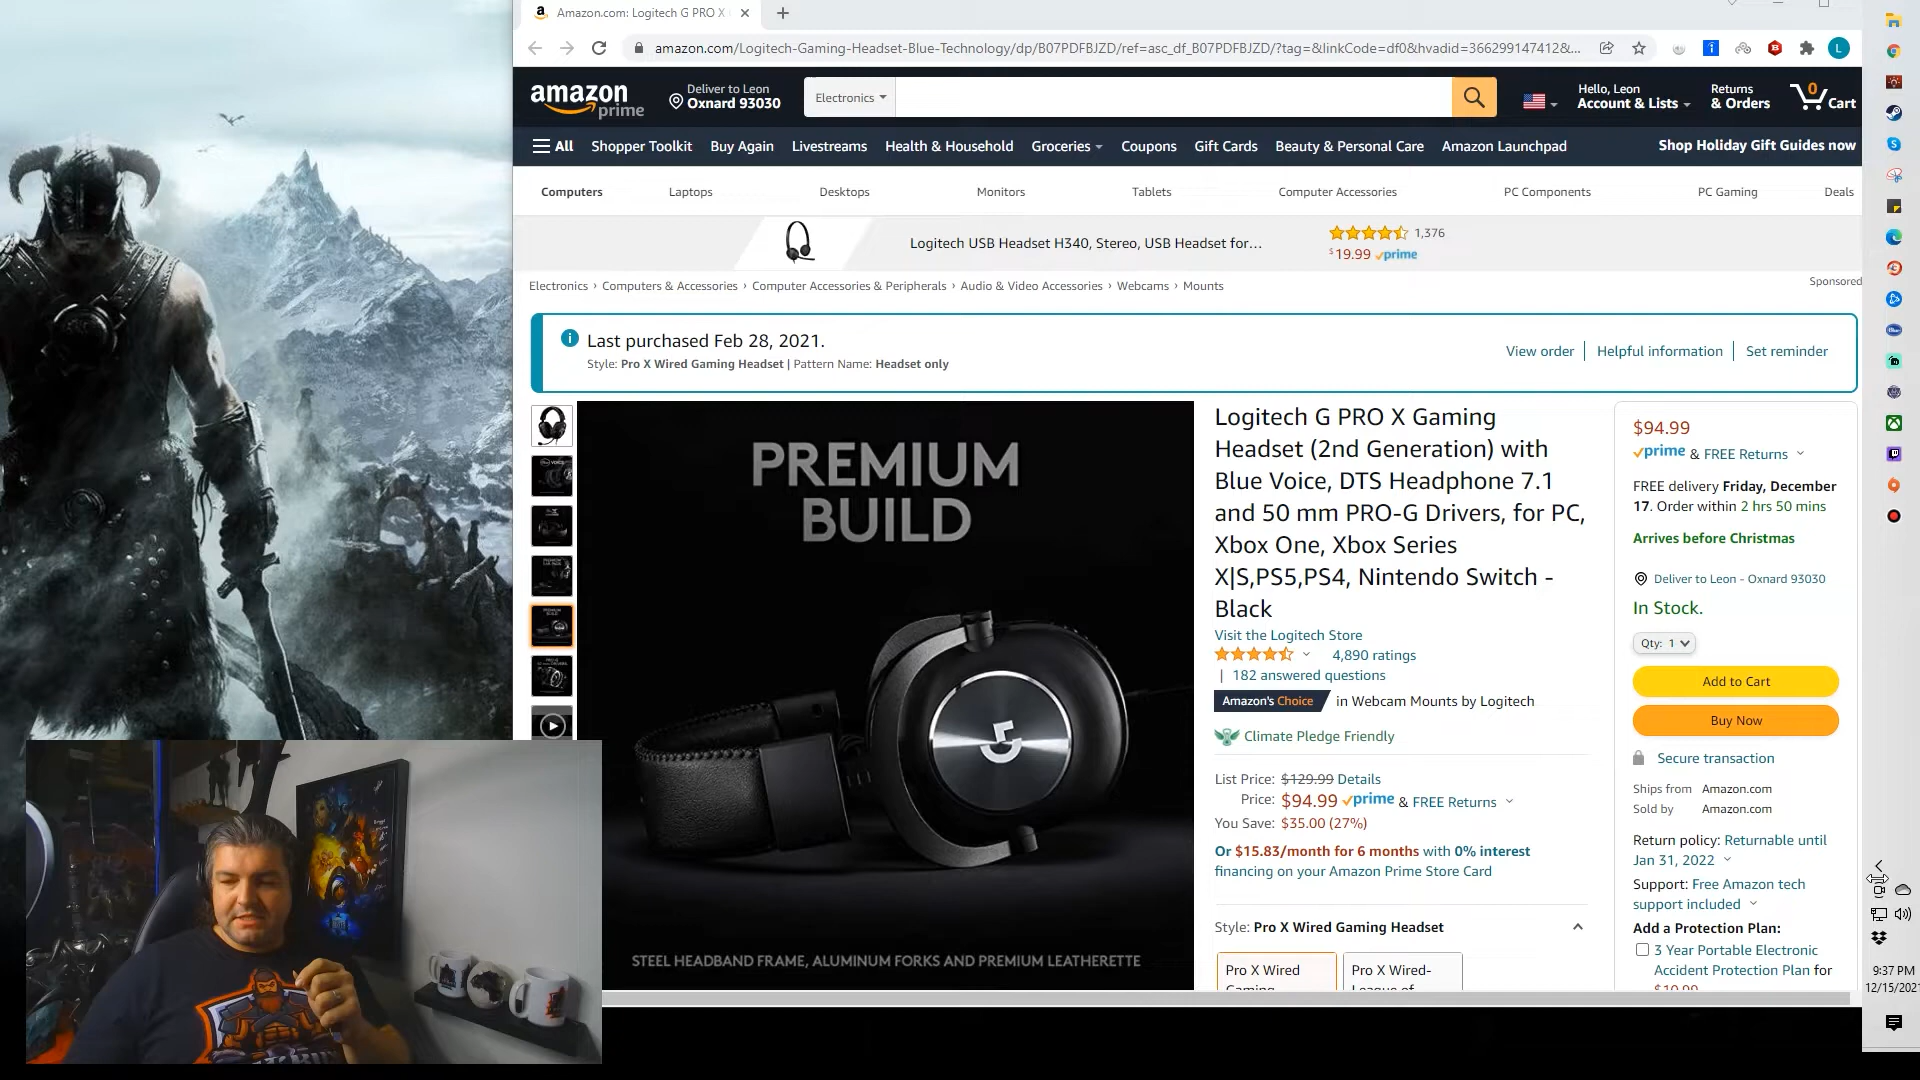 Amazon.com: Logitech G PRO X
amazon.com/Logitech-Gaming-Headset-Blue-Technology/dp/B07PDFBJZD/ref=asc_df_B07PDFBJZD/?tag=&linkCode=df0&hvadid=366299147412&...
L
amazon prime
Deliver to Leon
Oxnard 93030
Electronics
Hello, Leon
Account & Lists
Returns
& Orders
0
Cart
All
Shopper Toolkit
Buy Again
Livestreams
Health & Household
Groceries
Coupons
Gift Cards
Beauty & Personal Care
Amazon Launchpad
Shop Holiday Gift Guides now
Computers
Laptops
Desktops
Monitors
Tablets
Computer Accessories
PC Components
PC Gaming
Deals
Logitech USB Headset H340, Stereo, USB Headset for...
1,376
$19.99 prime
Electronics › Computers & Accessories › Computer Accessories & Peripherals › Audio & Video Accessories › Webcams › Mounts
Sponsored
Last purchased Feb 28, 2021.
Style: Pro X Wired Gaming Headset | Pattern Name: Headset only
View order
Helpful information
Set reminder
PREMIUM
BUILD
STEEL HEADBAND FRAME, ALUMINUM FORKS AND PREMIUM LEATHERETTE
Logitech G PRO X Gaming
Headset (2nd Generation) with
Blue Voice, DTS Headphone 7.1
and 50 mm PRO-G Drivers, for PC,
Xbox One, Xbox Series
X|S,PS5,PS4, Nintendo Switch -
Black
Visit the Logitech Store
4,890 ratings
| 182 answered questions
Amazon's Choice in Webcam Mounts by Logitech
Climate Pledge Friendly
List Price: $129.99 Details
Price: $94.99 prime & FREE Returns
You Save: $35.00 (27%)
Or $15.83/month for 6 months with 0% interest
financing on your Amazon Prime Store Card
Style: Pro X Wired Gaming Headset
Pro X Wired
Gaming
Pro X Wired-
League of
$94.99
prime & FREE Returns
FREE delivery Friday, December
17. Order within 2 hrs 50 mins
Arrives before Christmas
Deliver to Leon - Oxnard 93030
In Stock.
Qty: 1
Add to Cart
Buy Now
Secure transaction
Ships from Amazon.com
Sold by Amazon.com
Return policy: Returnable until
Jan 31, 2022
Support: Free Amazon tech
support included
Add a Protection Plan:
3 Year Portable Electronic
Accident Protection Plan for
$10.99
9:37 PM
12/15/2021